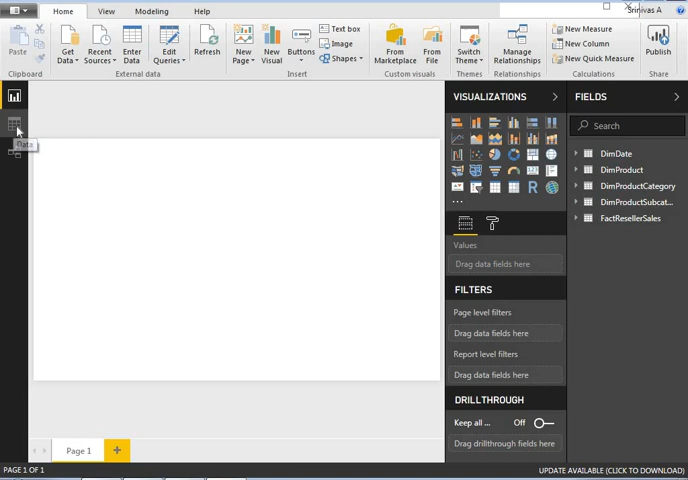 Home View Modeling Help Srinivas A
Paste
Get Data
Recent Sources
Enter Data
Edit Queries
Refresh
New Page
New Visual
Buttons
Text box
Image
Shapes
From Marketplace
From File
Switch Theme
Manage Relationships
New Measure
New Column
New Quick Measure
Publish
Clipboard External data Insert Custom visuals Themes Relationships Calculations Share
Data
VISUALIZATIONS
R
Values
Drag data fields here
FILTERS
Page level filters
Drag data fields here
Report level filters
Drag data fields here
DRILLTHROUGH
Keep all ... Off
Drag drillthrough fields here
FIELDS
Search
DimDate
DimProduct
DimProductCategory
DimProductSubcat...
FactResellerSales
Page 1 +
PAGE 1 OF 1 UPDATE AVAILABLE (CLICK TO DOWNLOAD)